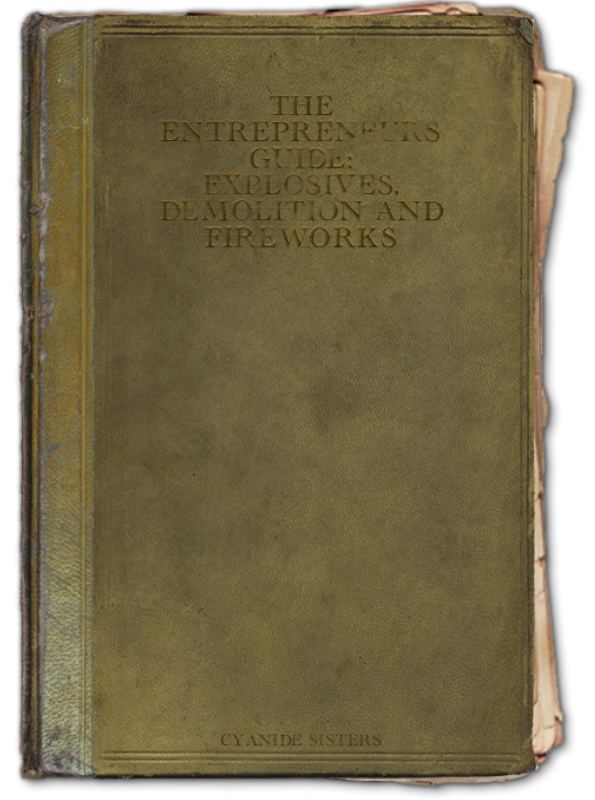 THE
ENTREPRENEURS
GUIDE:
EXPLOSIVES,
DEMOLITION AND
FIREWORKS
CYANIDE SISTERS